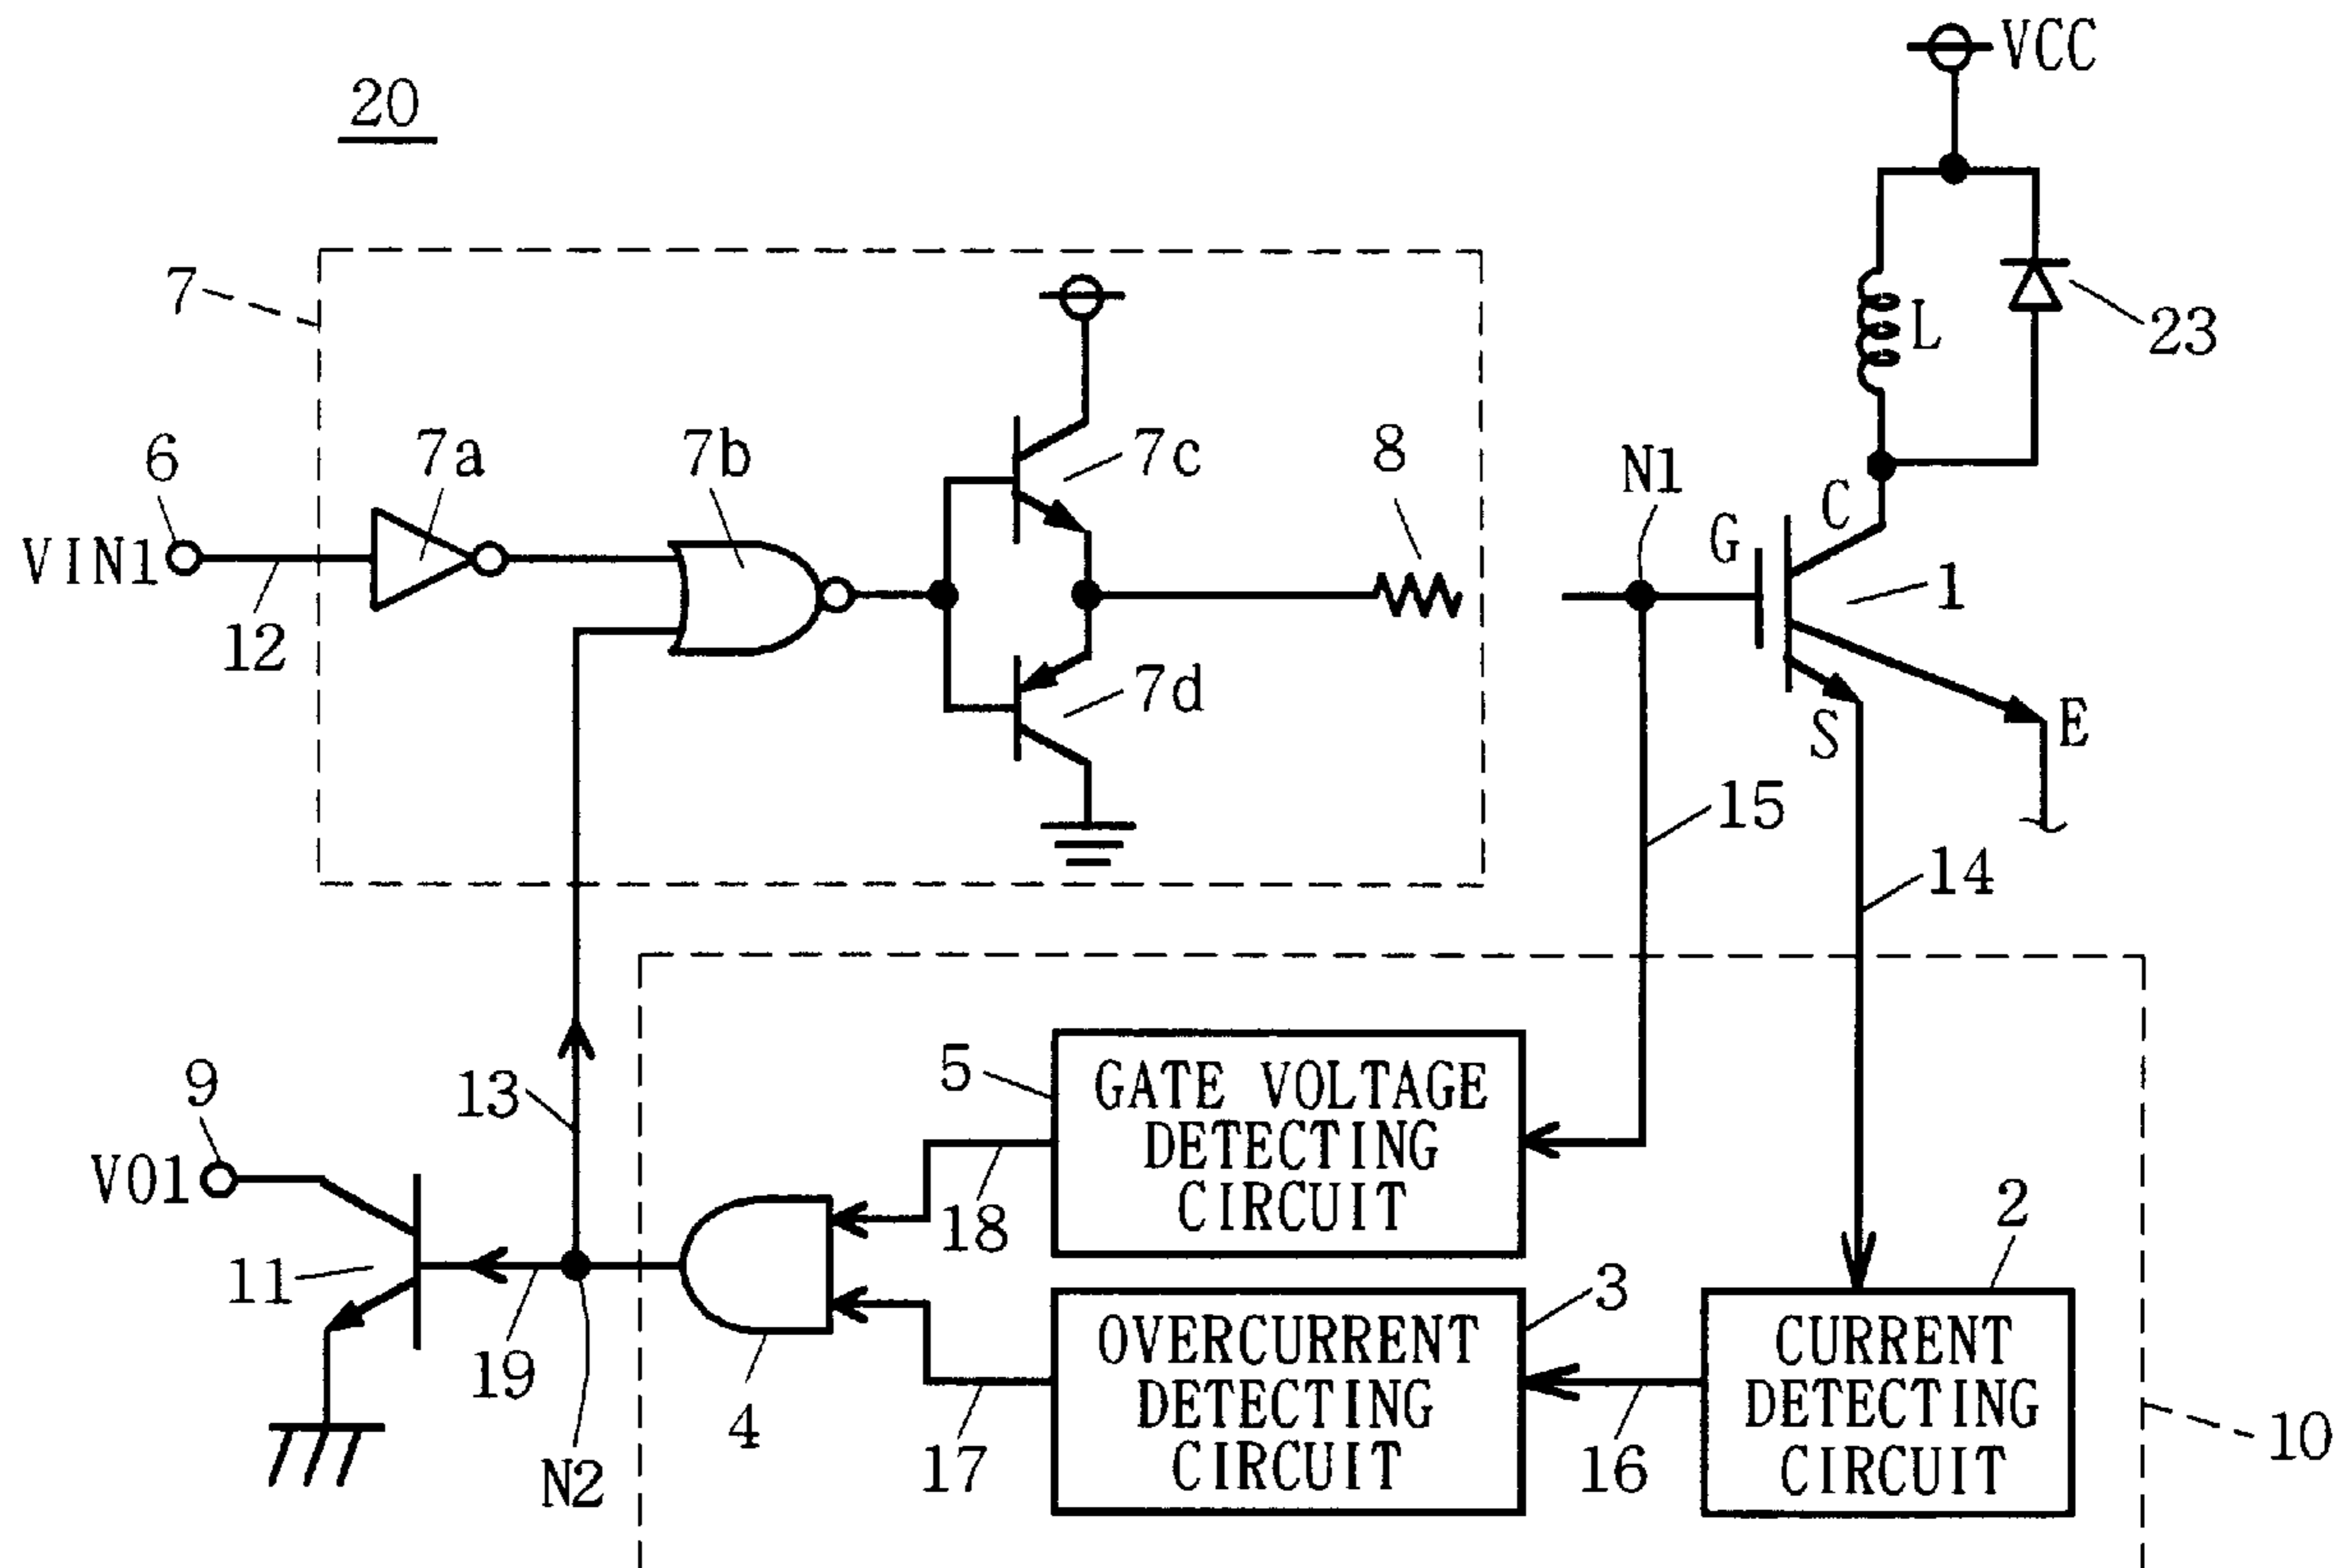 VCC
20
7
L
23
6
7a
7b
7c
8
N1
C
G
VIN1
1
12
7d
S
E
15
14
5
GATE VOLTAGE
DETECTING
CIRCUIT
9
13
VO1
18
2
11
3
OVERCURRENT
DETECTING
CIRCUIT
CURRENT
DETECTING
CIRCUIT
19
4
17
16
10
N2